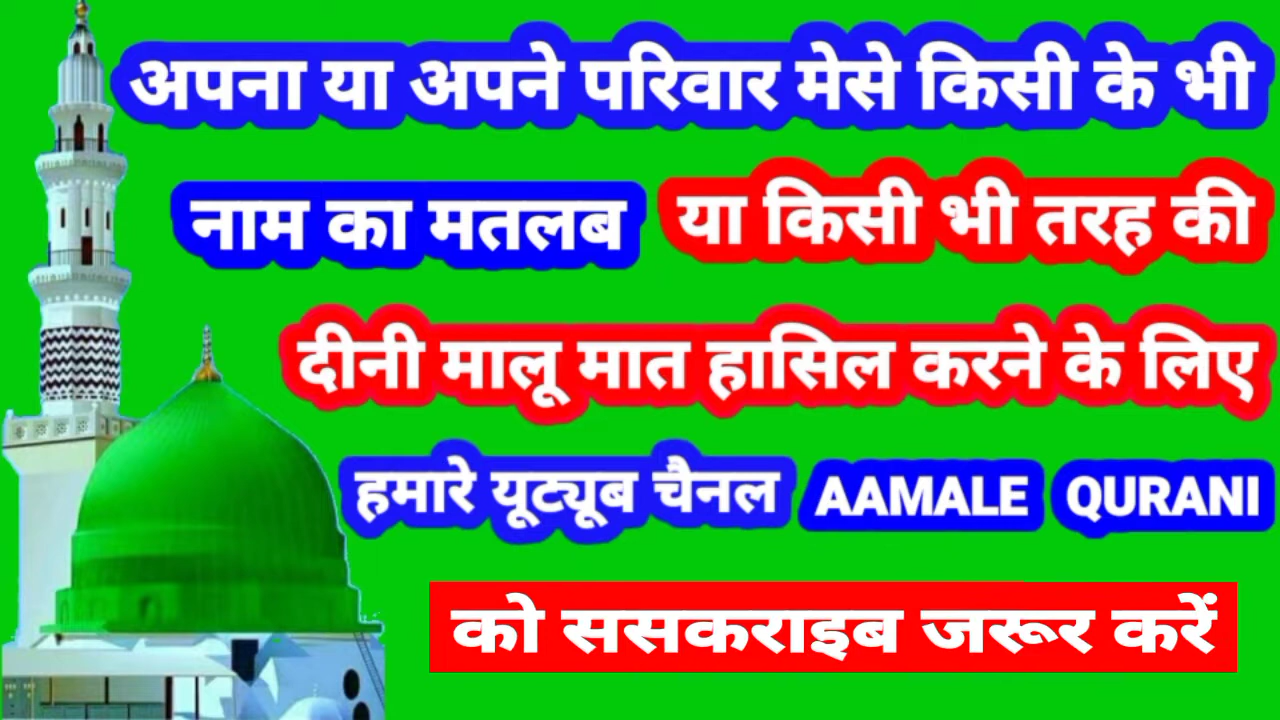 अपना या अपने परिवार मेसे किसी के भी
नाम का मतलब या किसी भी तरह की
दीनी मालू मात हासिल करने के लिए
हमारे यूट्यूब चैनल AAMALE QURANI
को ससकराइब जरूर करें